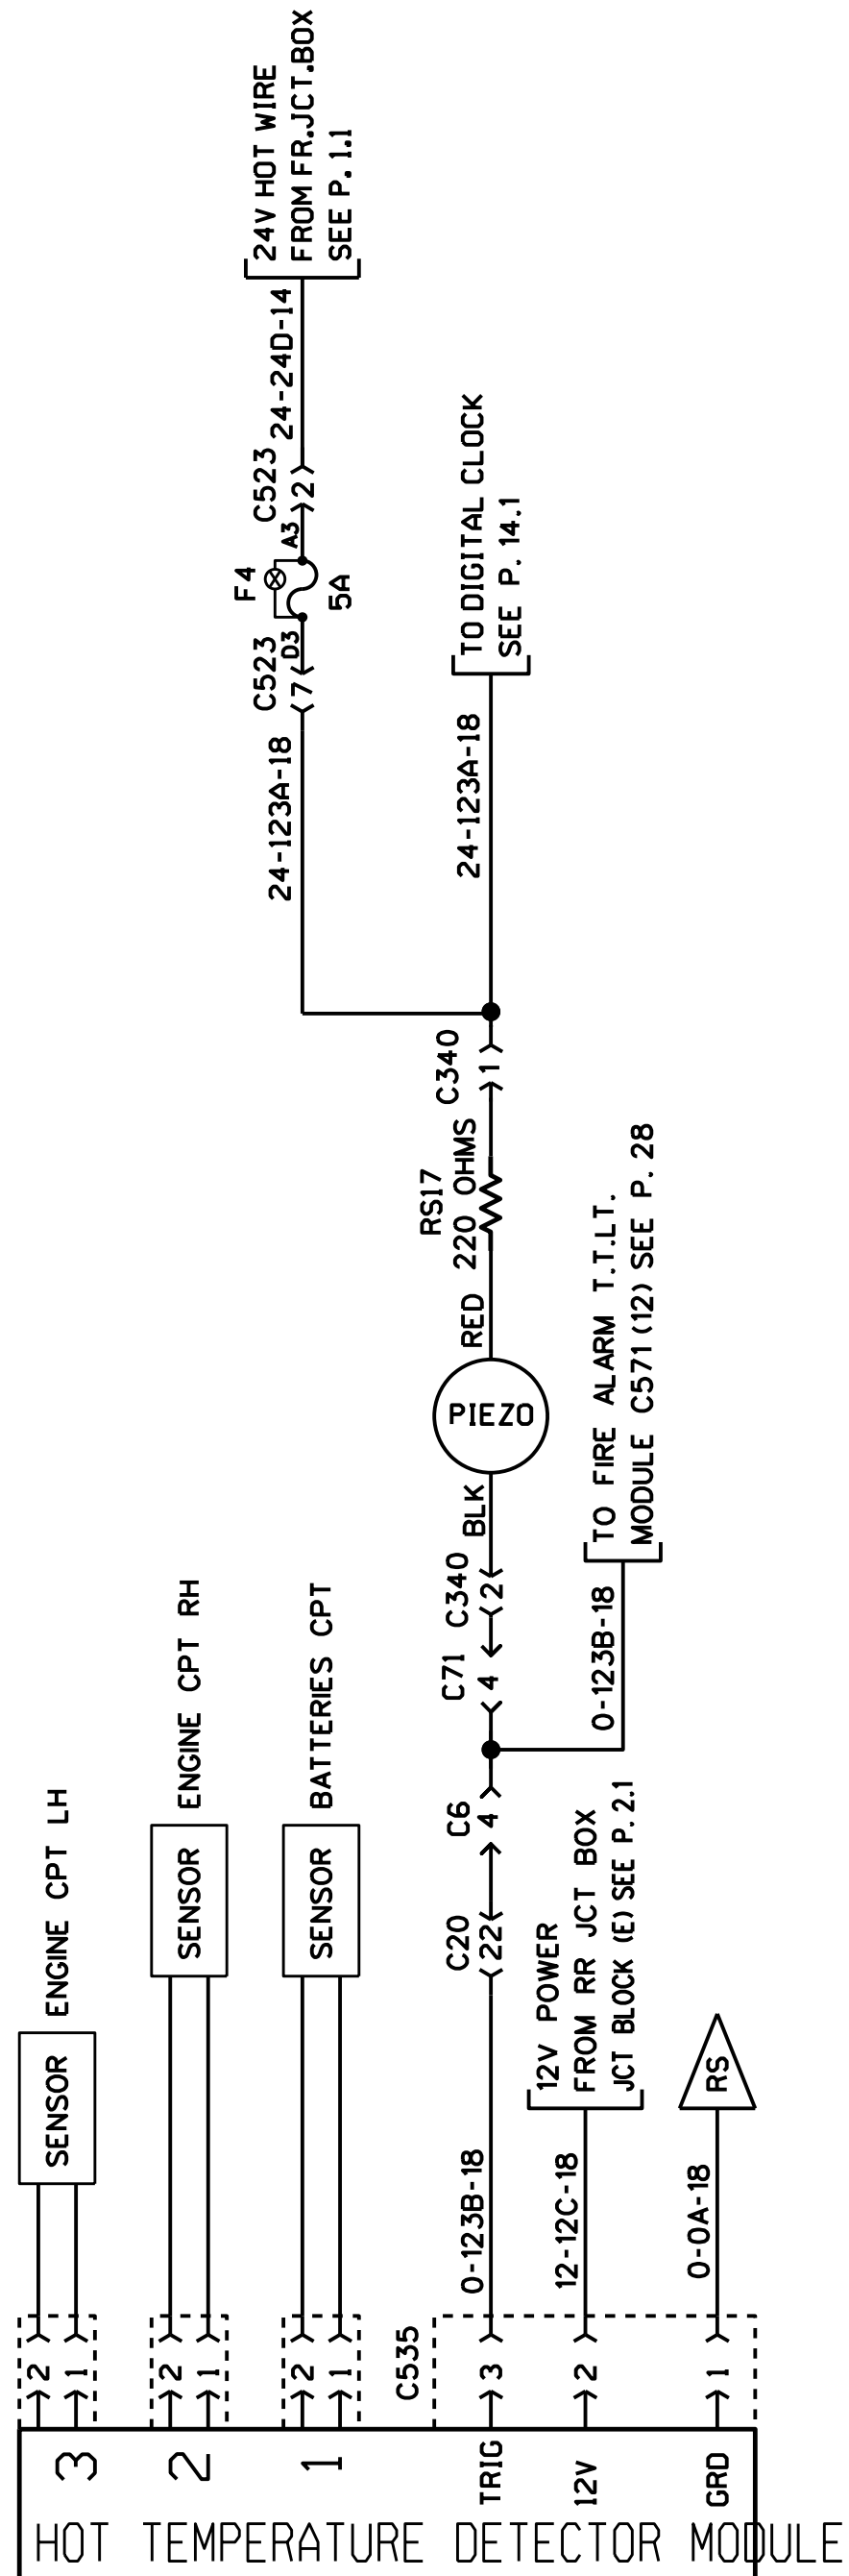 HOT TEMPERATURE DETECTOR MODULE
3
2
1
ENGINE CPT LH
SENSOR
2
1
ENGINE CPT RH
SENSOR
2
1
BATTERIES CPT
SENSOR
C535
TRIG
3
0-123B-18
C20
22
C6
4
C71
4
C340
2
BLK
PIEZO
RED
RS17
220 OHMS
C340
1
24-123A-18
TO DIGITAL CLOCK
SEE P. 14.1
24-123A-18
C523
7
D3
F4
5A
A3
C523
2
24-24D-14
24V HOT WIRE
FROM FR.JCT.BOX
SEE P. 1.1
0-123B-18
TO FIRE ALARM T.T.LT.
MODULE C571 (12) SEE P. 28
12V
2
12-12C-18
12V POWER
FROM RR JCT BOX
JCT BLOCK (E) SEE P. 2.1
GRD
1
0-0A-18
RS
2
1